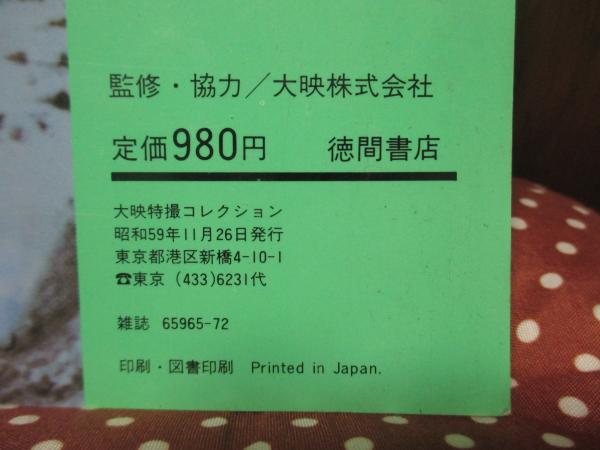 監修・協力／大映株式会社
定価980円　徳間書店
大映特撮コレクション
昭和59年11月26日発行
東京都港区新橋4-10-1
☎東京（433)6231代
雑誌 65965-72
印刷・図書印刷　Printed in Japan.